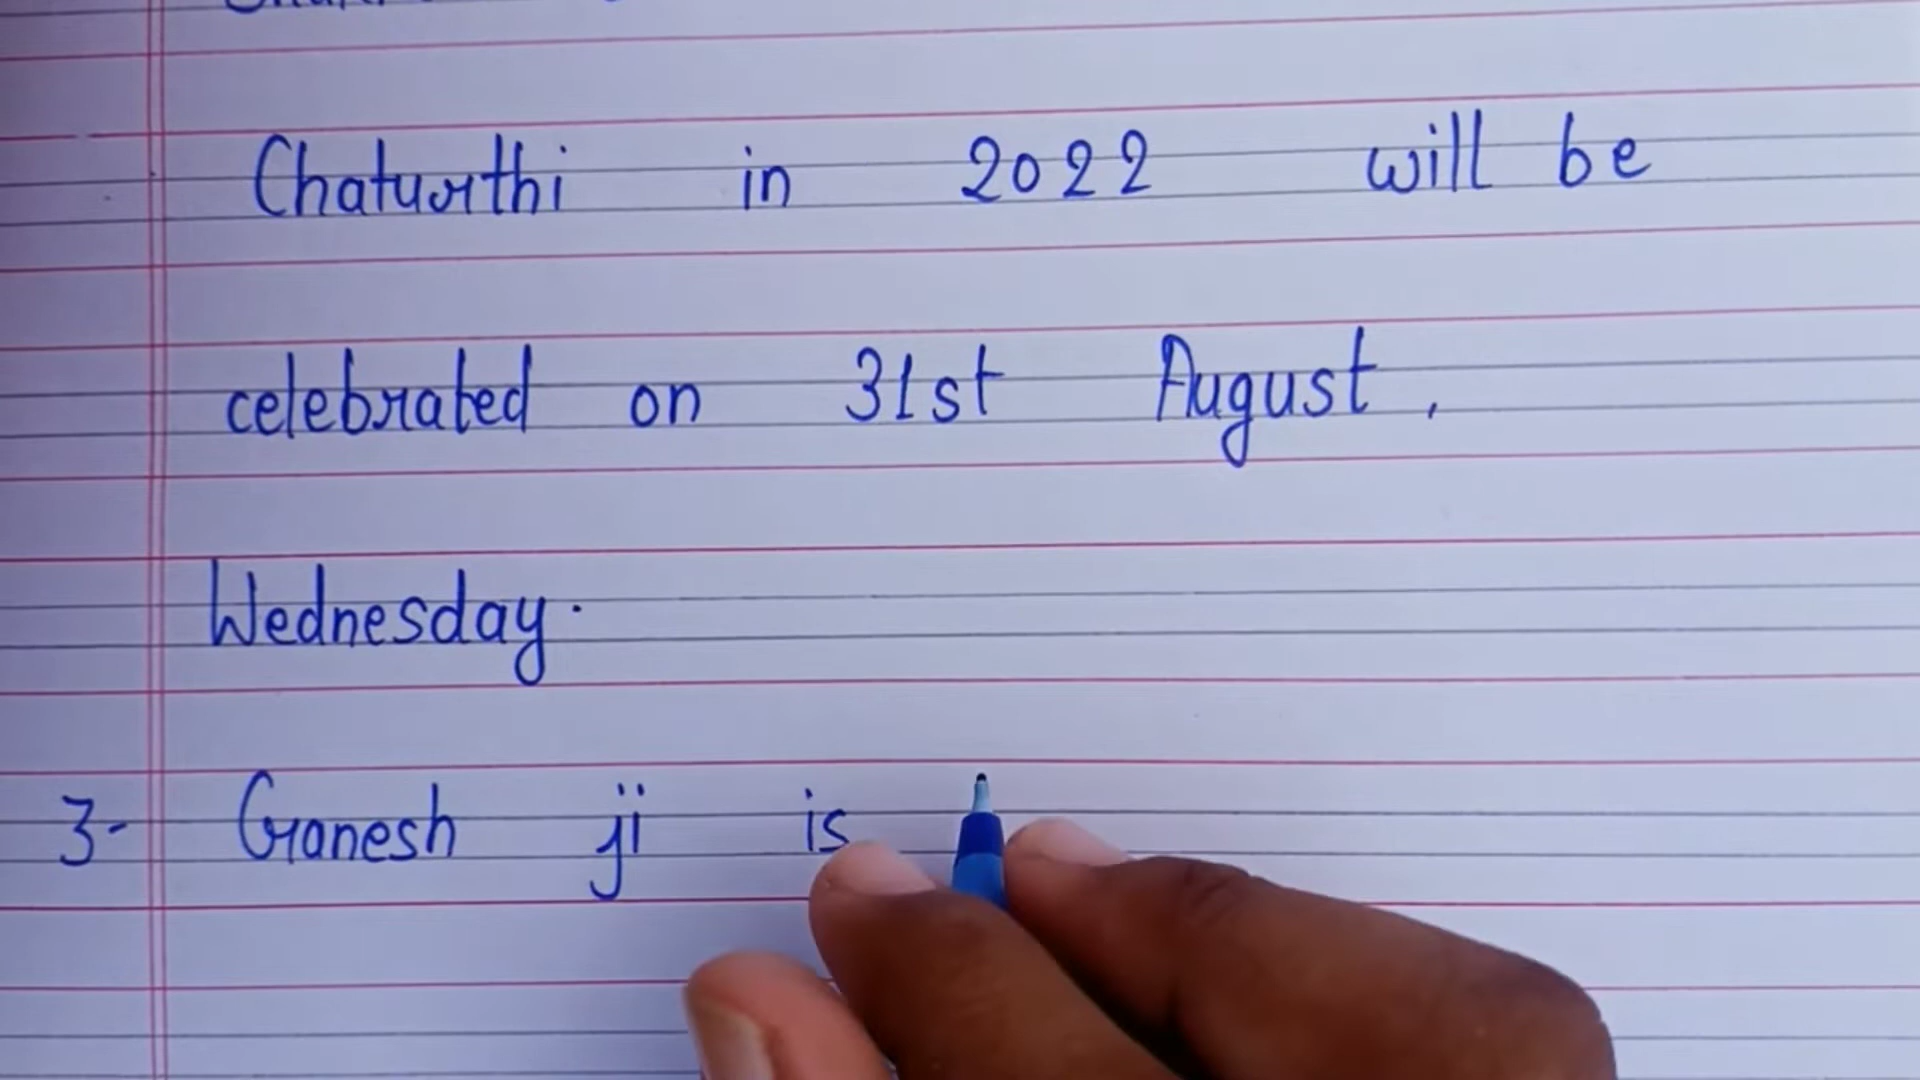 Chaturthi in 2022 will be
celebrated on 31st August,
Wednesday.
3- Ganesh ji is